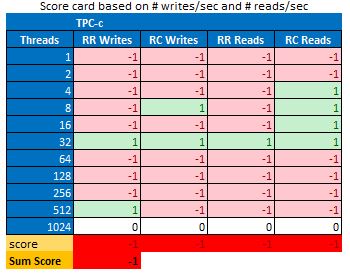 Score card based on # writes/sec and # reads/sec
TPC-c
Threads RR Writes RC Writes RR Reads RC Reads
1 -1 -1 -1 -1
2 -1 -1 -1 -1
4 -1 -1 -1 1
8 -1 1 -1 1
16 -1 -1 -1 1
32 1 1 1 1
64 -1 -1 -1 -1
128 -1 -1 -1 -1
256 -1 -1 -1 -1
512 1 -1 -1 -1
1024 0 0 0 0
score -1 -1 -1 -1
Sum Score -1